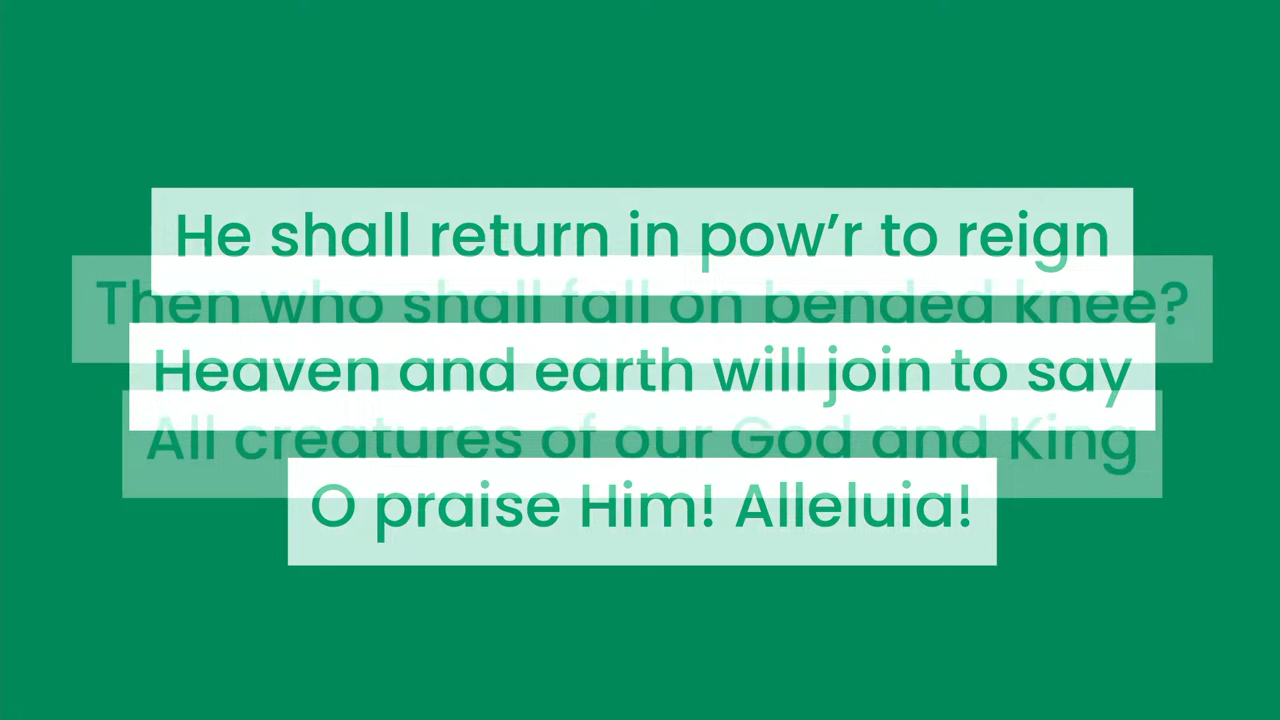 He shall return in pow’r to reign
Then who shall fall on bended knee?
Heaven and earth will join to say
All creatures of our God and King
O praise Him! Alleluia!